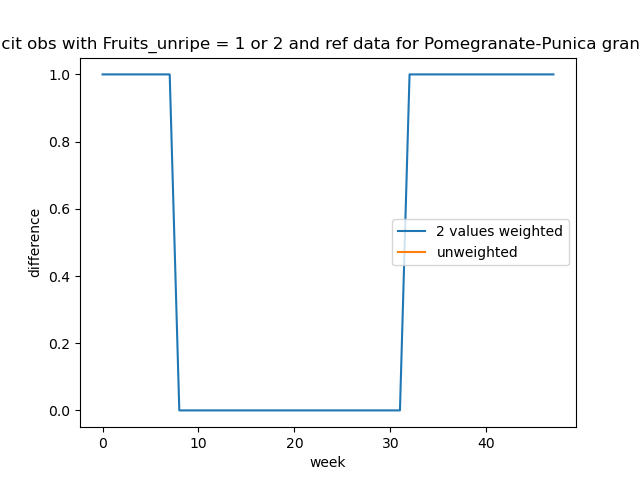 cit obs with Fruits_unripe = 1 or 2 and ref data for Pomegranate-Punica gran
1.0
0.8
0.6
0.4
0.2
0.0
difference
2 values weighted
unweighted
0 10 20 30 40
week